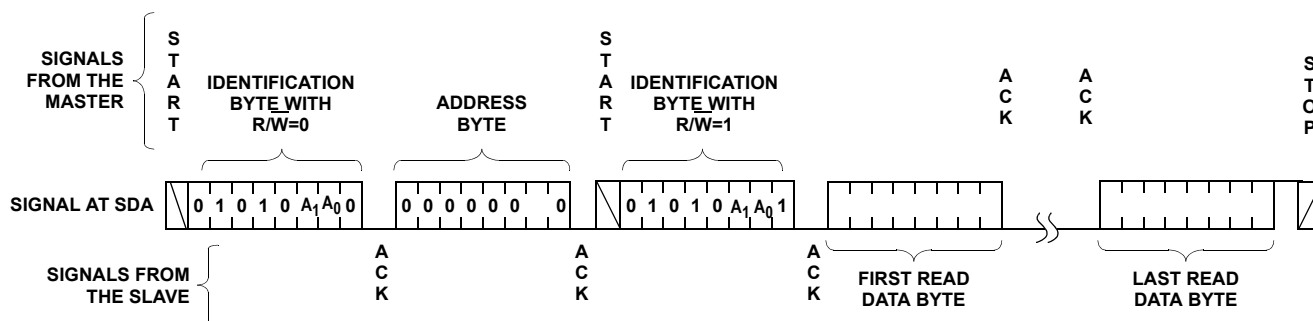 SIGNALS
FROM THE
MASTER
S
T
A
R
T
IDENTIFICATION
BYTE WITH
R/W=0
ADDRESS
BYTE
S
T
A
R
T
IDENTIFICATION
BYTE WITH
R/W=1
A
C
K
A
C
K
S
T
O
P
SIGNAL AT SDA
0 1 0 1 0 A1 A0 0
0 0 0 0 0 0 0
0 1 0 1 0 A1 A0 1
SIGNALS FROM
THE SLAVE
A
C
K
A
C
K
A
C
K
FIRST READ
DATA BYTE
LAST READ
DATA BYTE